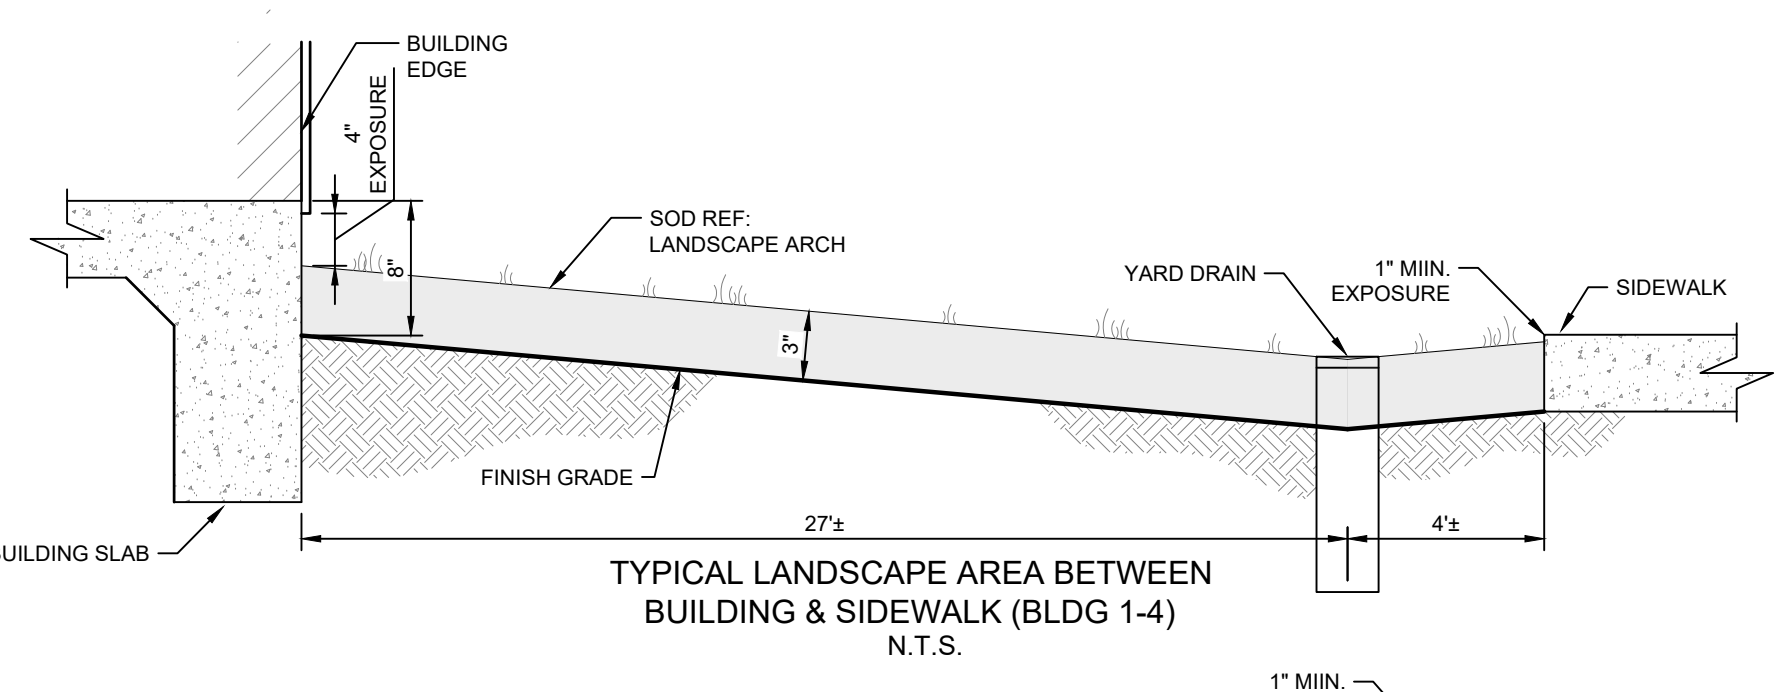 BUILDING
EDGE
4"
EXPOSURE
8"
SOD REF:
LANDSCAPE ARCH
3"
YARD DRAIN
1" MIIN.
EXPOSURE
SIDEWALK
FINISH GRADE
BUILDING SLAB
27'±
4'±
TYPICAL LANDSCAPE AREA BETWEEN
BUILDING & SIDEWALK (BLDG 1-4)
N.T.S.
1" MIIN.